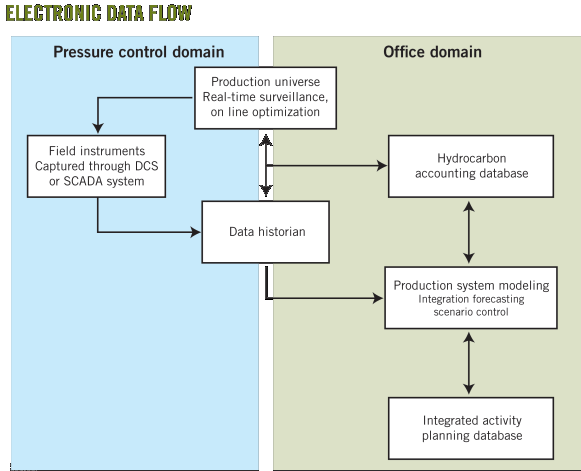 ELECTRONIC DATA FLOW
Pressure control domain
Office domain
Production universe
Real-time surveillance,
on line optimization
Field instruments
Captured through DCS
or SCADA system
Hydrocarbon
accounting database
Data historian
Production system modeling
Integration forecasting
scenario control
Integrated activity
planning database